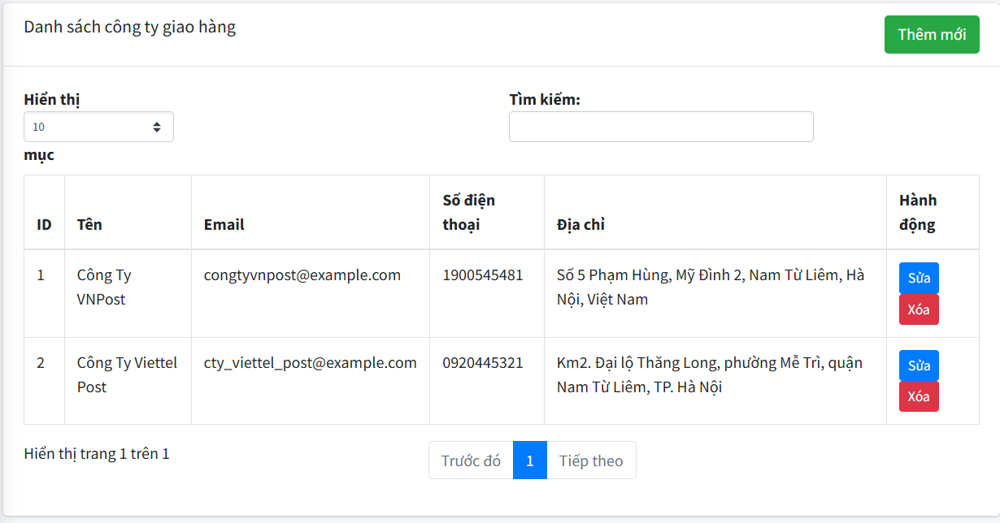 Danh sách công ty giao hàng
Thêm mới
Hiển thị
Tìm kiếm:
10
mục
ID
Tên
Email
Số điện
thoại
Địa chỉ
Hành
động
1
Công Ty
VNPost
congtyvnpost@example.com
1900545481
Số 5 Phạm Hùng, Mỹ Đình 2, Nam Từ Liêm, Hà
Nội, Việt Nam
Sửa
Xóa
2
Công Ty Viettel
Post
cty_viettel_post@example.com
0920445321
Km2. Đại lộ Thăng Long, phường Mễ Trì, quận
Nam Từ Liêm, TP. Hà Nội
Sửa
Xóa
Hiển thị trang 1 trên 1
Trước đó
1
Tiếp theo